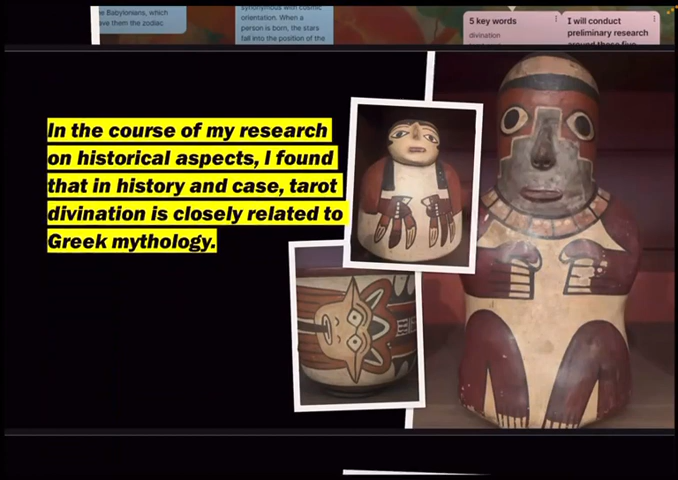 e Babylonians, which
ve them the zodiac
synonymous with cosmic
orientation. When a
person is born, the stars
fall into the position of the
5 key words
divination
I will conduct
preliminary research
around these five
In the course of my research
on historical aspects, I found
that in history and case, tarot
divination is closely related to
Greek mythology.